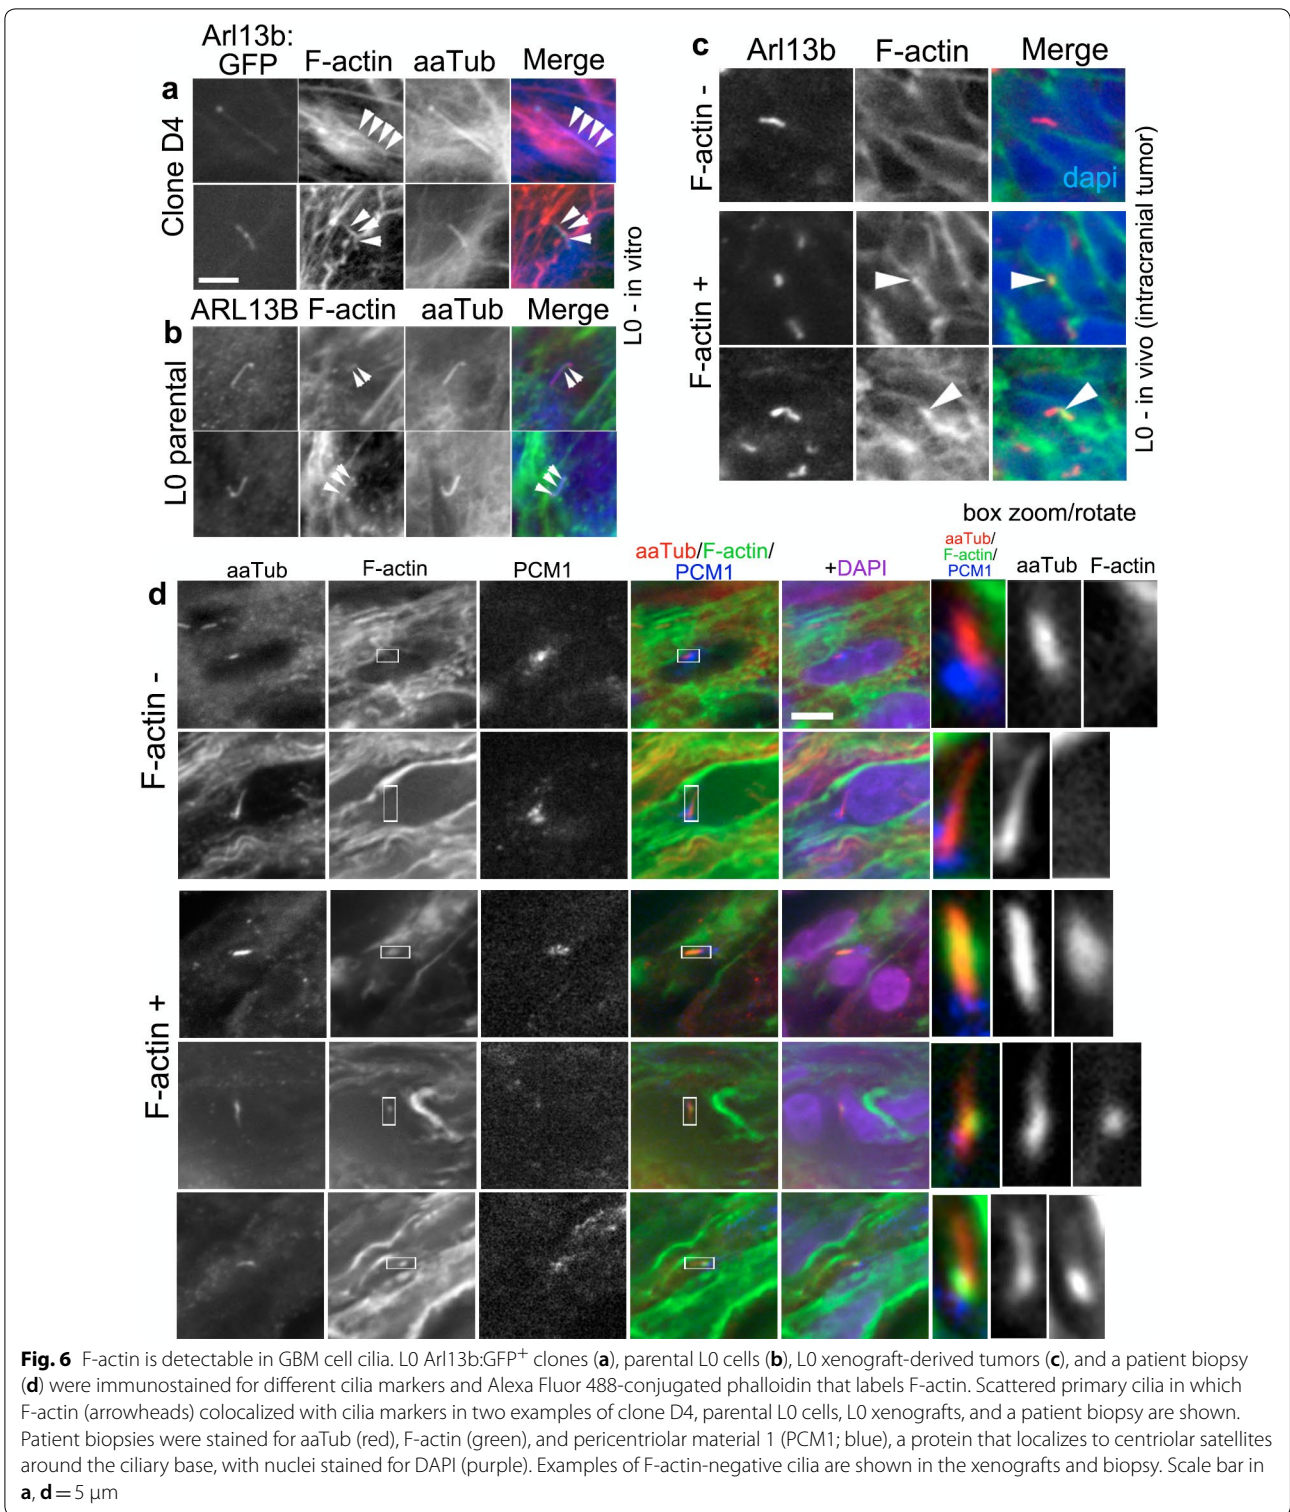 Arl13b:
GFP F-actin aaTub Merge
a
Clone D4
L0 - in vitro
ARL13B F-actin aaTub Merge
b
L0 parental
c
Arl13b F-actin Merge
F-actin -
dapi
F-actin +
L0 - in vivo (intracranial tumor)
box zoom/rotate
d
aaTub F-actin PCM1
aaTub/F-actin/
PCM1
+DAPI
aaTub/
F-actin/
PCM1
aaTub F-actin
F-actin -
F-actin +
Fig. 6 F-actin is detectable in GBM cell cilia. L0 Arl13b:GFP+ clones (a), parental L0 cells (b), L0 xenograft-derived tumors (c), and a patient biopsy
(d) were immunostained for different cilia markers and Alexa Fluor 488-conjugated phalloidin that labels F-actin. Scattered primary cilia in which
F-actin (arrowheads) colocalized with cilia markers in two examples of clone D4, parental L0 cells, L0 xenografts, and a patient biopsy are shown.
Patient biopsies were stained for aaTub (red), F-actin (green), and pericentriolar material 1 (PCM1; blue), a protein that localizes to centriolar satellites
around the ciliary base, with nuclei stained for DAPI (purple). Examples of F-actin-negative cilia are shown in the xenografts and biopsy. Scale bar in
a, d = 5 μm